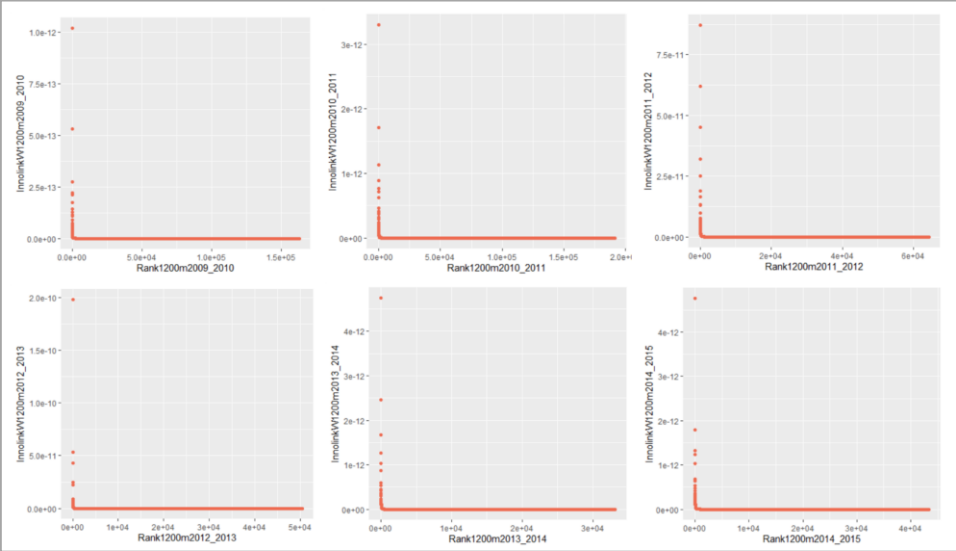 InnolinkW1200m2009_2010
1.0e-12
7.5e-13
5.0e-13
2.5e-13
0.0e+00
0.0e+00 5.0e+04 1.0e+05 1.5e+05
Rank1200m2009_2010
InnolinkW1200m2010_2011
3e-12
2e-12
1e-12
0e+00
0.0e+00 5.0e+04 1.0e+05 1.5e+05 2.0e+
Rank1200m2010_2011
InnolinkW1200m2011_2012
7.5e-11
5.0e-11
2.5e-11
0.0e+00
0e+00 2e+04 4e+04 6e+04
Rank1200m2011_2012
InnolinkW1200m2012_2013
2.0e-10
1.5e-10
1.0e-10
5.0e-11
0.0e+00
0e+00 1e+04 2e+04 3e+04 4e+04 5e+04
Rank1200m2012_2013
InnolinkW1200m2013_2014
4e-12
3e-12
2e-12
1e-12
0e+00
0e+00 1e+04 2e+04 3e+04
Rank1200m2013_2014
InnolinkW1200m2014_2015
4e-12
3e-12
2e-12
1e-12
0e+00
0e+00 1e+04 2e+04 3e+04 4e+04
Rank1200m2014_2015